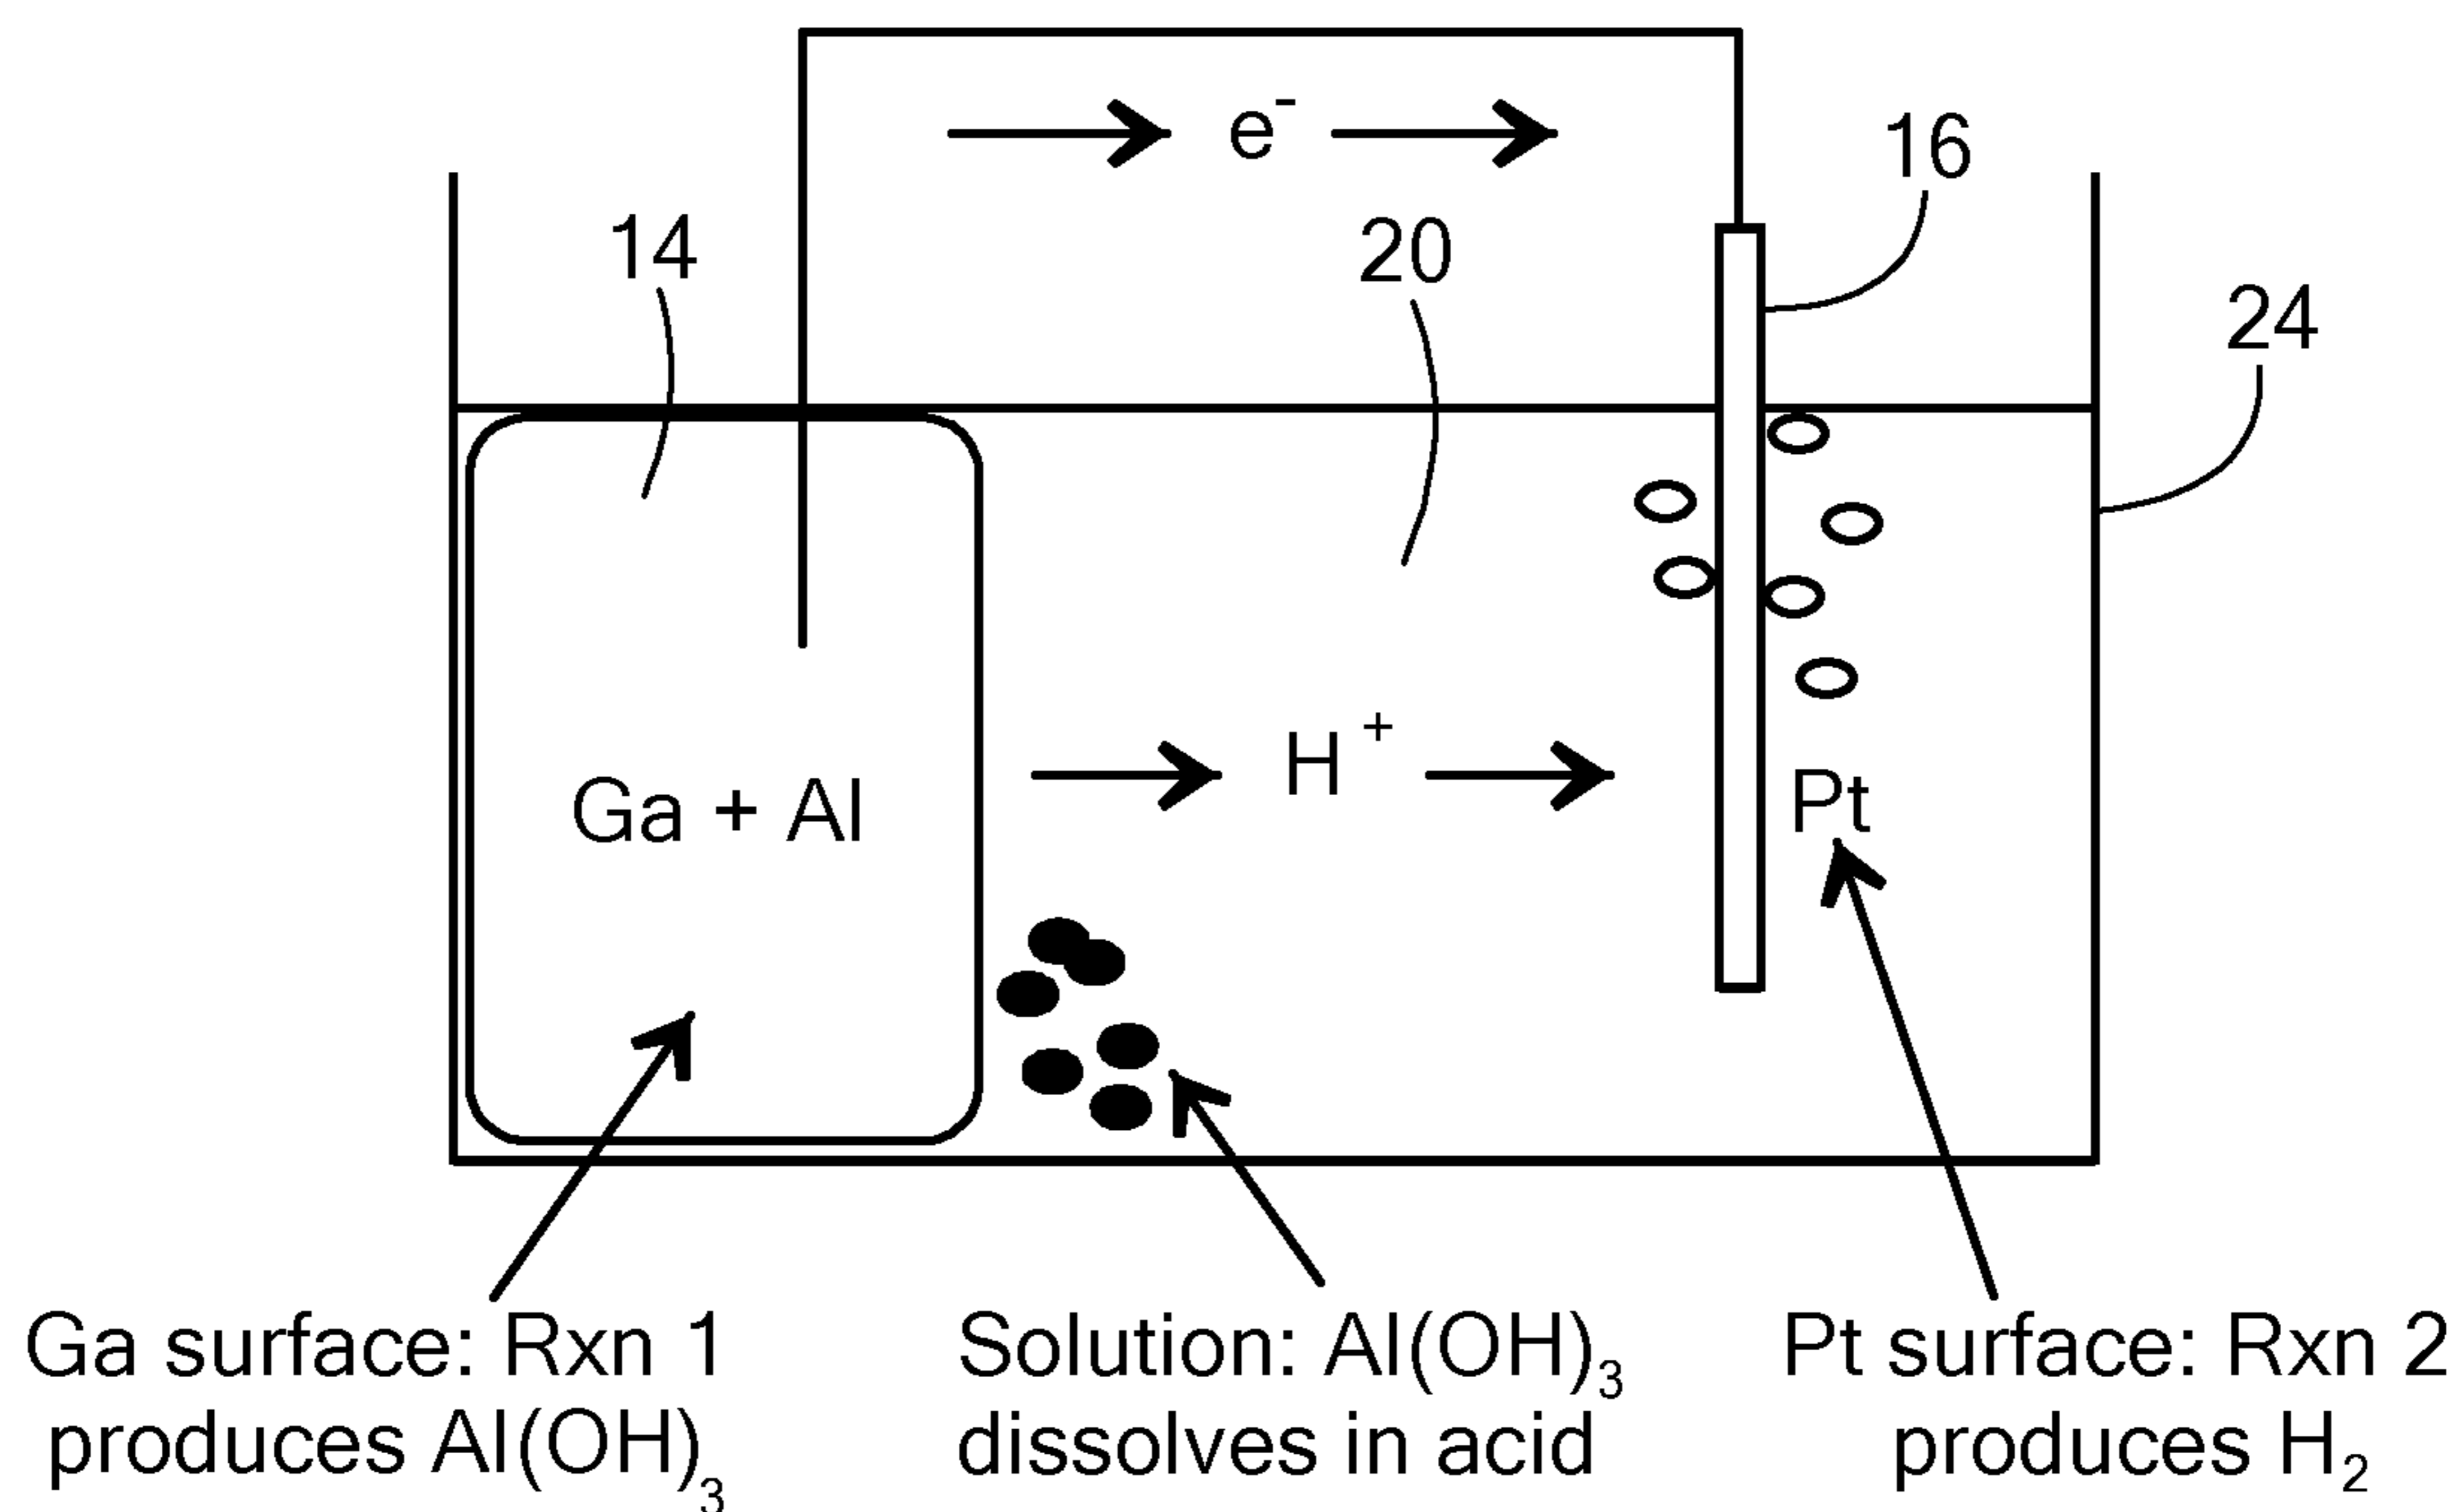 e⁻
16
14
20
24
H⁺
Ga + Al
Pt
Ga surface: Rxn 1
produces Al(OH)₃
Solution: Al(OH)₃
dissolves in acid
Pt surface: Rxn 2
produces H₂